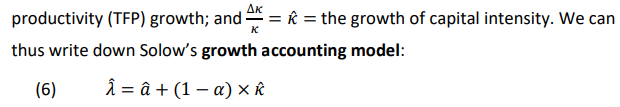 productivity (TFP) growth; and Δκ/κ = κ̂ = the growth of capital intensity. We can
thus write down Solow’s growth accounting model:
(6) λ̂ = â + (1 − α) × κ̂